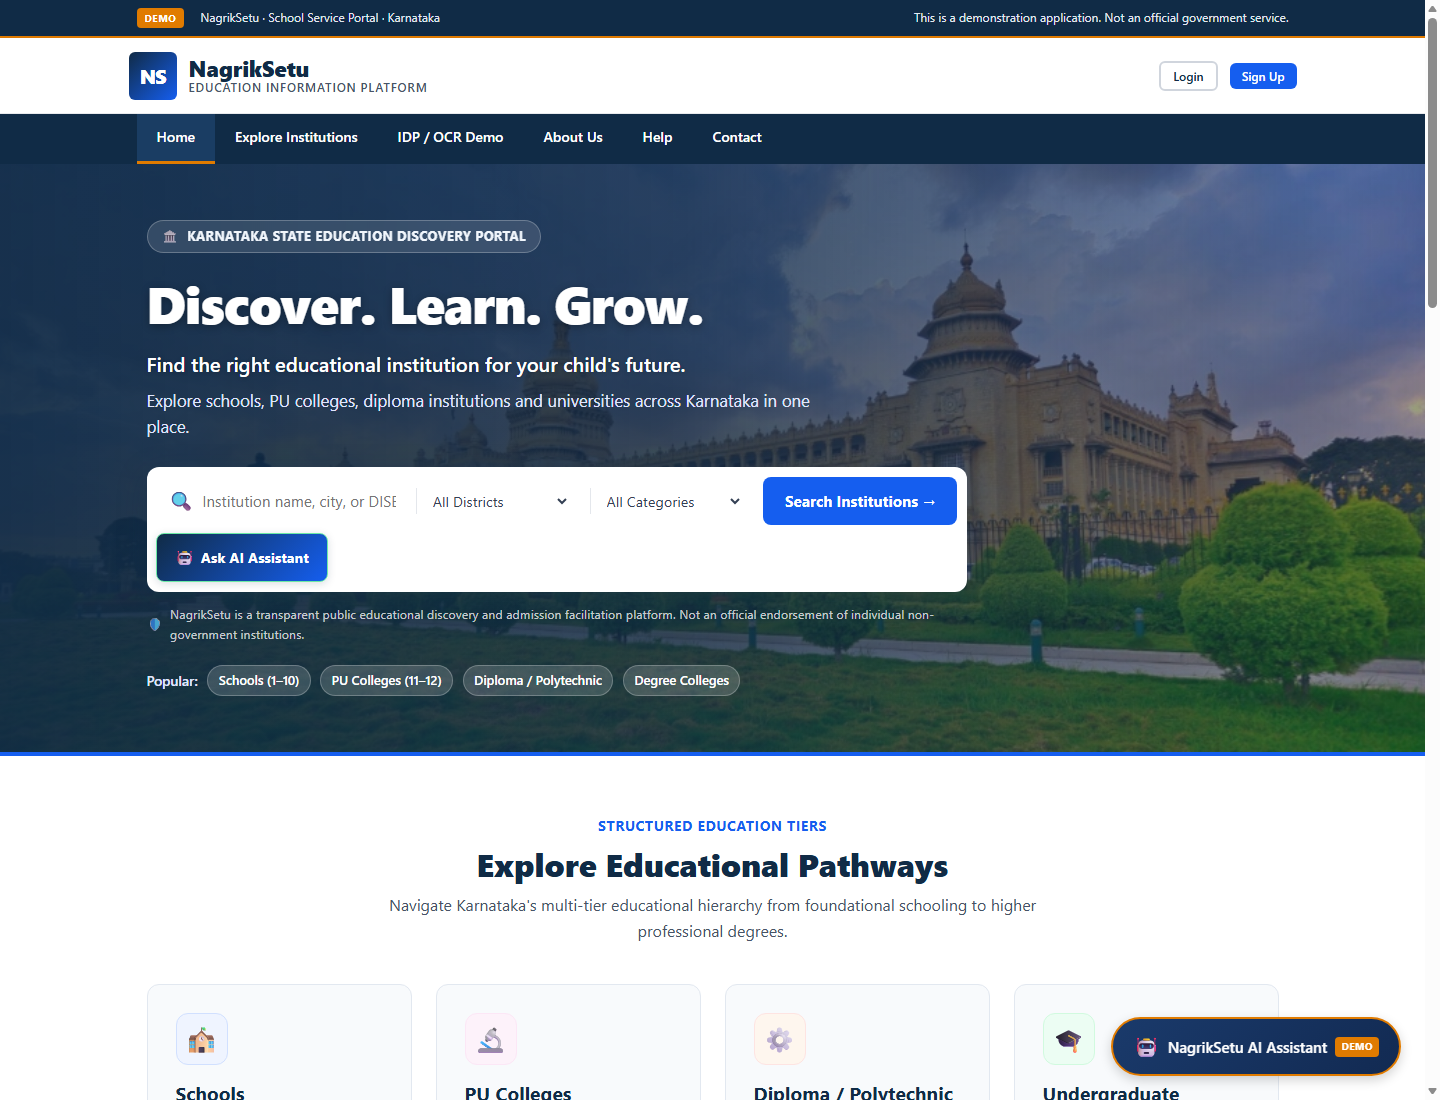 DEMO NagrikSetu · School Service Portal · Karnataka
This is a demonstration application. Not an official government service.
NS
NagrikSetu
EDUCATION INFORMATION PLATFORM
Login
Sign Up
Home
Explore Institutions
IDP / OCR Demo
About Us
Help
Contact
KARNATAKA STATE EDUCATION DISCOVERY PORTAL
Discover. Learn. Grow.
Find the right educational institution for your child's future.
Explore schools, PU colleges, diploma institutions and universities across Karnataka in one
place.
Institution name, city, or DISE
All Districts
All Categories
Search Institutions →
Ask AI Assistant
NagrikSetu is a transparent public educational discovery and admission facilitation platform. Not an official endorsement of individual non-
government institutions.
Popular:
Schools (1–10)
PU Colleges (11–12)
Diploma / Polytechnic
Degree Colleges
STRUCTURED EDUCATION TIERS
Explore Educational Pathways
Navigate Karnataka's multi-tier educational hierarchy from foundational schooling to higher
professional degrees.
Schools
PU Colleges
Diploma / Polytechnic
Undergraduate
NagrikSetu AI Assistant DEMO